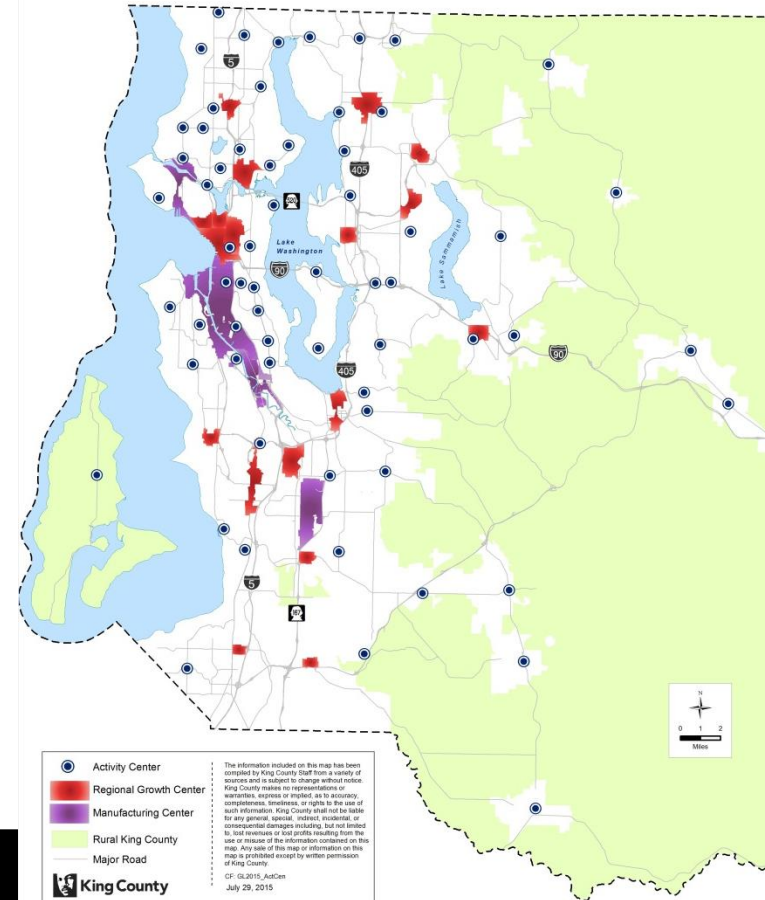 5
405
520
Lake
Washington
Lake Sammamish
90
90
405
5
167
N
0 1 2
Miles
Activity Center
Regional Growth Center
Manufacturing Center
Rural King County
Major Road
King County
The information included on this map has been
compiled by King County Staff from a variety of
sources and is subject to change without notice.
King County makes no representations or
warranties, express or implied, as to accuracy,
completeness, timeliness, or rights to the use of
such information. King County shall not be liable
for any general, special, indirect, incidental, or
consequential damages including, but not limited
to, lost revenues or lost profits resulting from the
use or misuse of the information contained on this
map. Any sale of this map or information on this
map is prohibited except by written permission
of King County.
CF: GL2015_ActCen
July 29, 2015